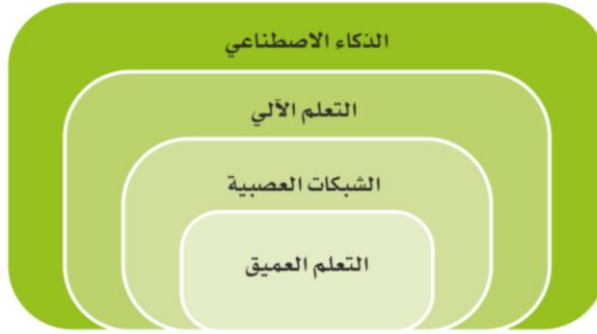 الذكاء الاصطناعي
التعلم الآلي
الشبكات العصبية
التعلم العميق